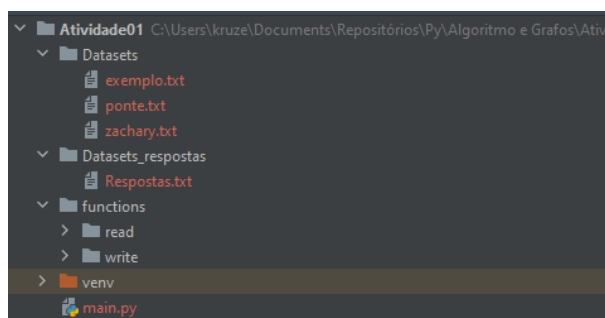 Atividade01 C:\Users\kruze\Documents\Repositórios\Py\Algoritmo e Grafos\Ativ
Datasets
exemplo.txt
ponte.txt
zachary.txt
Datasets_respostas
Respostas.txt
functions
read
write
venv
main.py